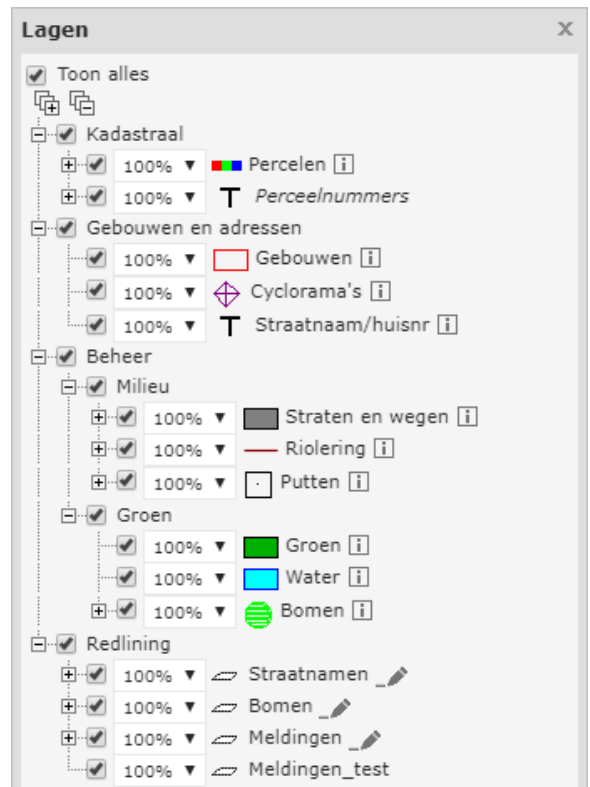 Lagen x
Toon alles
Kadastraal
100% ▼ Percelen i
100% ▼ T Perceelnummers
Gebouwen en adressen
100% ▼ Gebouwen i
100% ▼ Cyclorama's i
100% ▼ T Straatnaam/huisnr i
Beheer
Milieu
100% ▼ Straten en wegen i
100% ▼ Riolering i
100% ▼ Putten i
Groen
100% ▼ Groen i
100% ▼ Water i
100% ▼ Bomen i
Redlining
100% ▼ Straatnamen _
100% ▼ Bomen _
100% ▼ Meldingen _
100% ▼ Meldingen_test